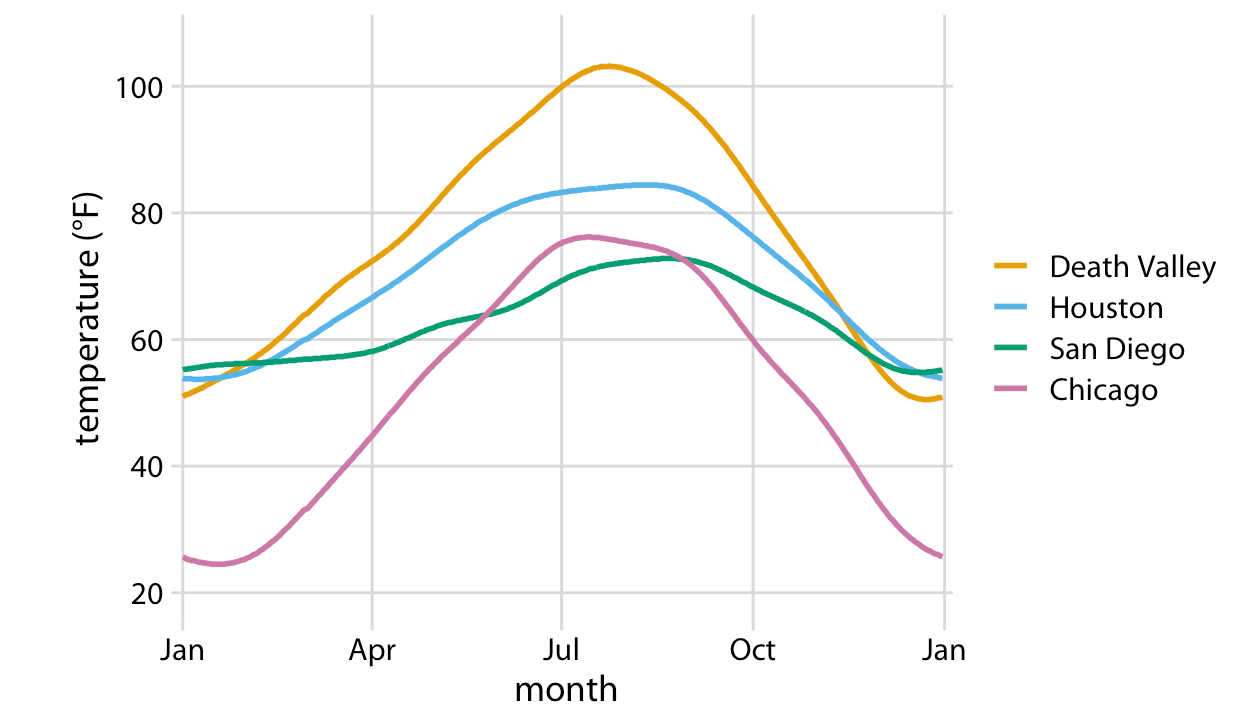 temperature (°F)
100
80
60
40
20
Jan Apr Jul Oct Jan
month
Death Valley
Houston
San Diego
Chicago